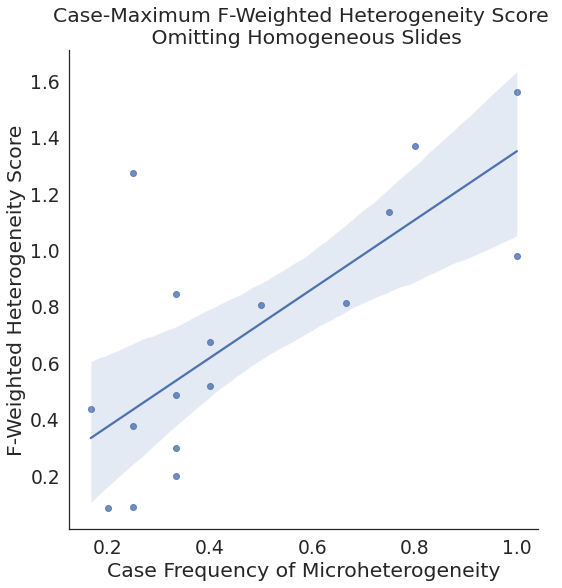 Case-Maximum F-Weighted Heterogeneity Score
Omitting Homogeneous Slides
F-Weighted Heterogeneity Score
1.6
1.4
1.2
1.0
0.8
0.6
0.4
0.2
0.2 0.4 0.6 0.8 1.0
Case Frequency of Microheterogeneity